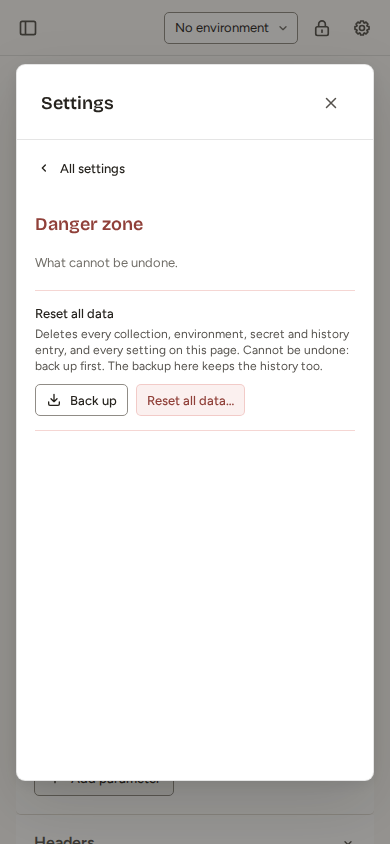 No environment
Settings
All settings
Danger zone
What cannot be undone.
Reset all data
Deletes every collection, environment, secret and history
entry, and every setting on this page. Cannot be undone:
back up first. The backup here keeps the history too.
Back up
Reset all data…
Add parameter
Headers